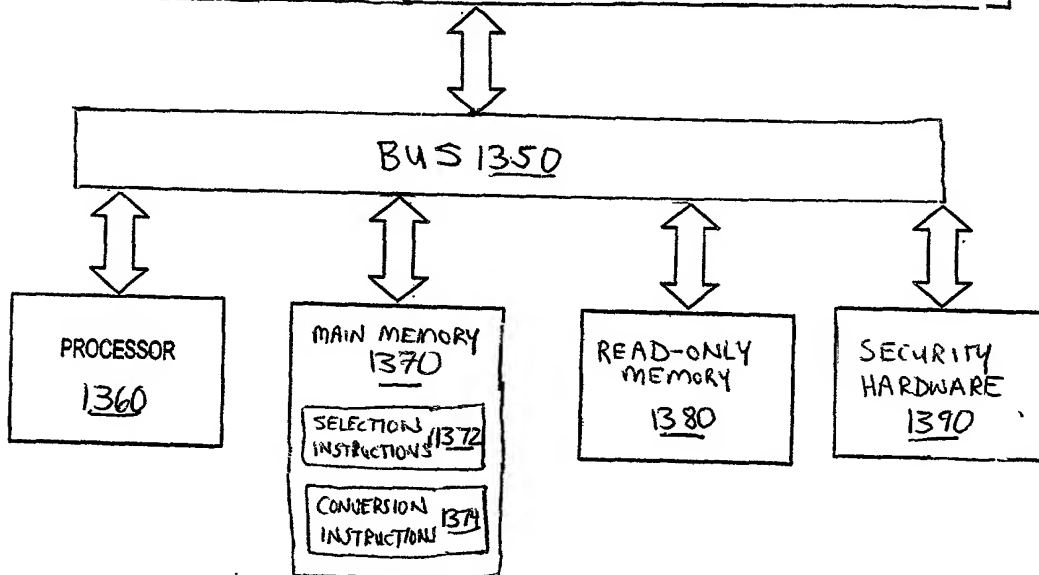 BUS 1350
PROCESSOR
1360
MAIN MEMORY
1370
SELECTION
INSTRUCTIONS 1372
CONVERSION
INSTRUCTIONS 1374
READ-ONLY
MEMORY
1380
SECURITY
HARDWARE
1390